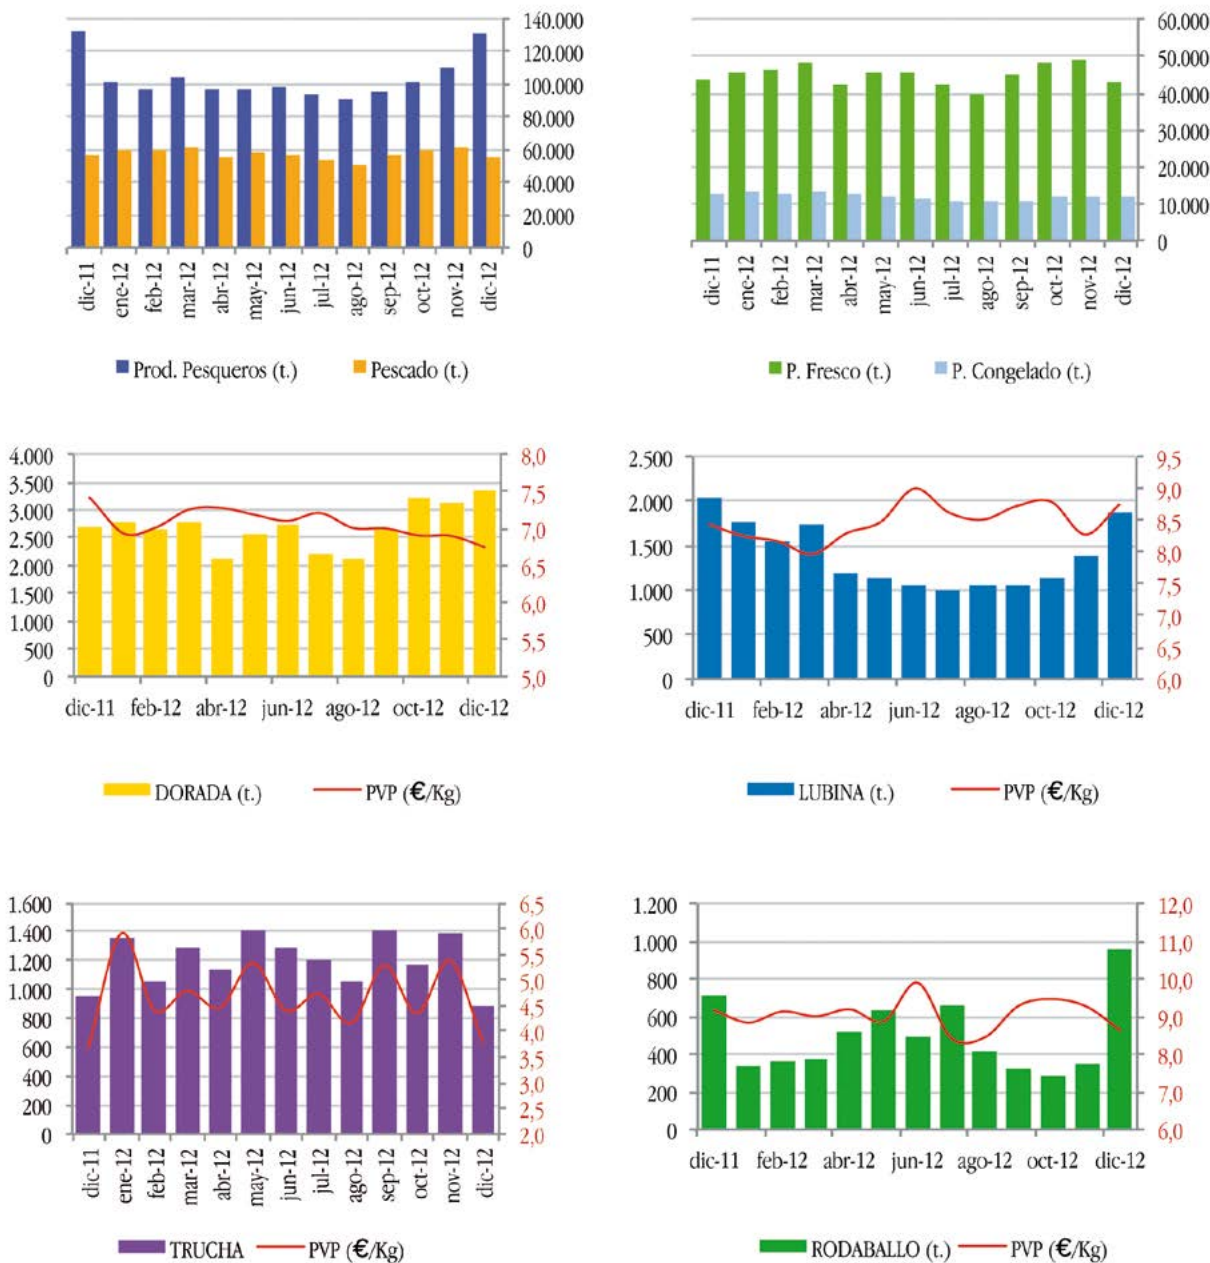 140.000
120.000
100.000
80.000
60.000
40.000
20.000
0
dic-11
ene-12
feb-12
mar-12
abr-12
may-12
jun-12
jul-12
ago-12
sep-12
oct-12
nov-12
dic-12
Prod. Pesqueros (t.) Pescado (t.)
60.000
50.000
40.000
30.000
20.000
10.000
0
dic-11
ene-12
feb-12
mar-12
abr-12
may-12
jun-12
jul-12
ago-12
sep-12
oct-12
nov-12
dic-12
P. Fresco (t.) P. Congelado (t.)
4.000
3.500
3.000
2.500
2.000
1.500
1.000
500
0
8,0
7,5
7,0
6,5
6,0
5,5
5,0
dic-11 feb-12 abr-12 jun-12 ago-12 oct-12 dic-12
DORADA (t.) PVP (€/Kg)
2.500
2.000
1.500
1.000
500
0
9,5
9,0
8,5
8,0
7,5
7,0
6,5
6,0
dic-11 feb-12 abr-12 jun-12 ago-12 oct-12 dic-12
LUBINA (t.) PVP (€/Kg)
1.600
1.400
1.200
1.000
800
600
400
200
0
6,5
6,0
5,5
5,0
4,5
4,0
3,5
3,0
2,5
2,0
dic-11
ene-12
feb-12
mar-12
abr-12
may-12
jun-12
jul-12
ago-12
sep-12
oct-12
nov-12
dic-12
TRUCHA PVP (€/Kg)
1.200
1.000
800
600
400
200
0
12,0
11,0
10,0
9,0
8,0
7,0
6,0
dic-11 feb-12 abr-12 jun-12 ago-12 oct-12 dic-12
RODABALLO (t.) PVP (€/Kg)